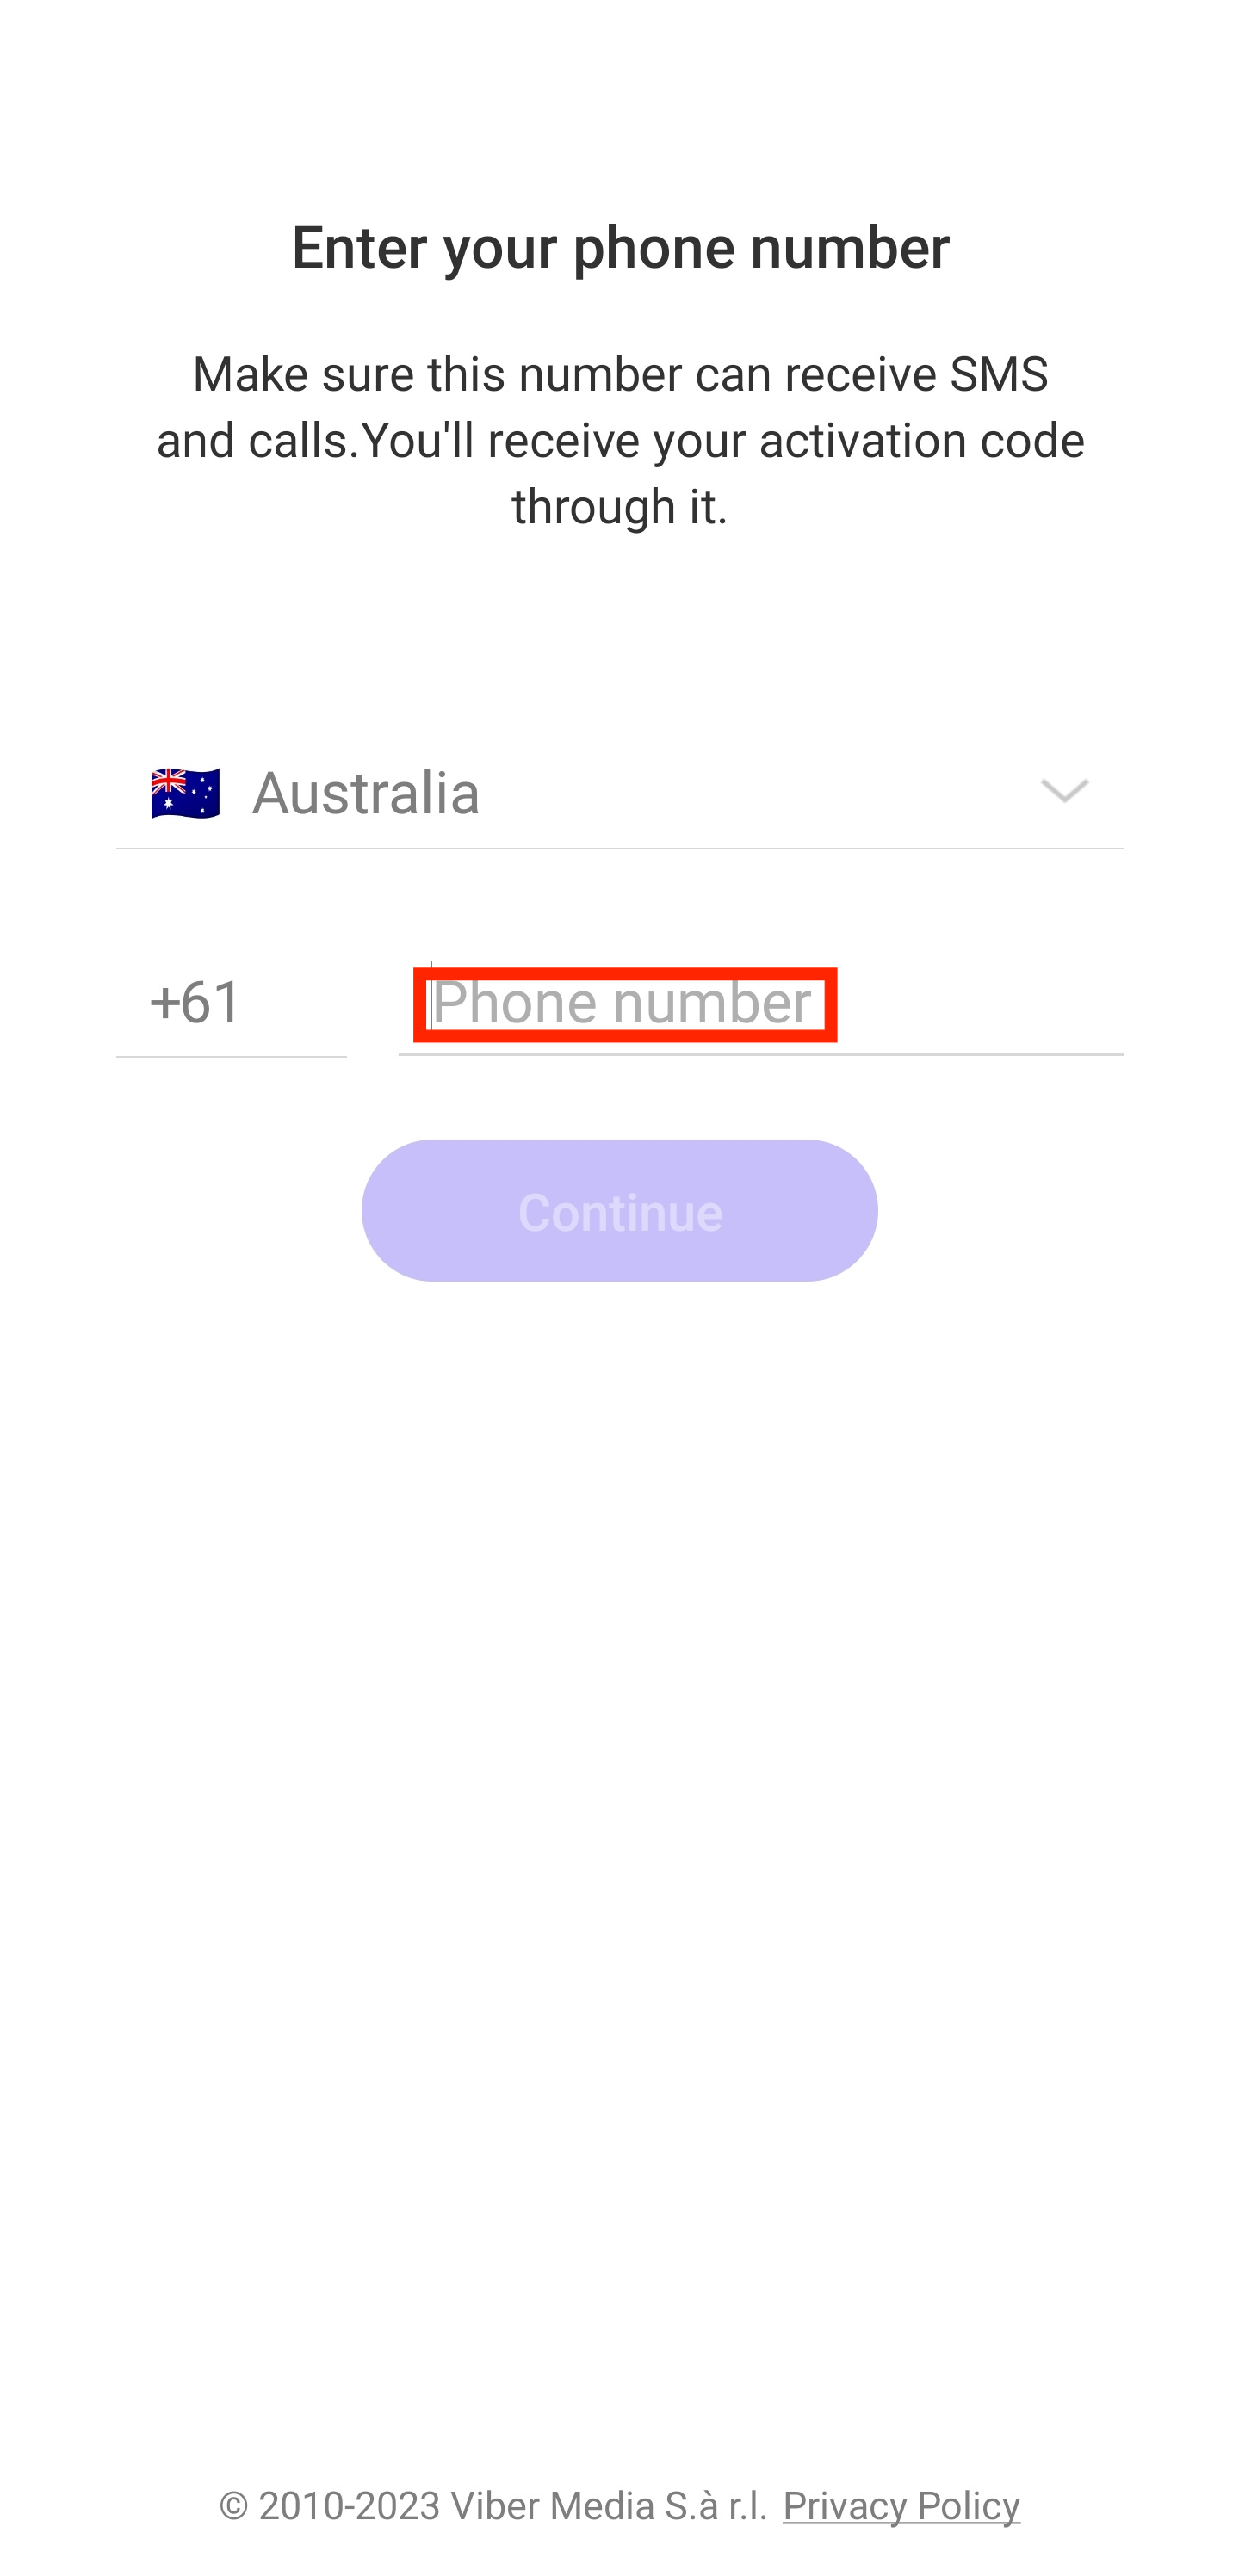 Enter your phone number
Make sure this number can receive SMS
and calls.You'll receive your activation code
through it.
Australia
+61
Phone number
Continue
© 2010-2023 Viber Media S.à r.l. Privacy Policy